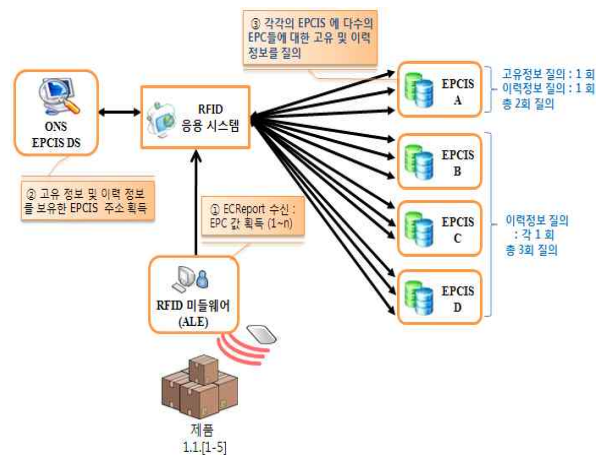 ③ 각각의 EPCIS 에 다수의
EPC들에 대한 고유 및 이력
정보를 질의
ONS
EPCIS DS
RFID
응용 시스템
EPCIS
A
고유정보 질의 : 1 회
이력정보 질의 : 1 회
총 2회 질의
② 고유 정보 및 이력 정보
를 보유한 EPCIS 주소 획득
① ECReport 수신 :
EPC 값 획득 (1~n)
EPCIS
B
EPCIS
C
이력정보 질의
: 각 1 회
총 3회 질의
EPCIS
D
RFID 미들웨어
(ALE)
제품
1.1.[1-5]